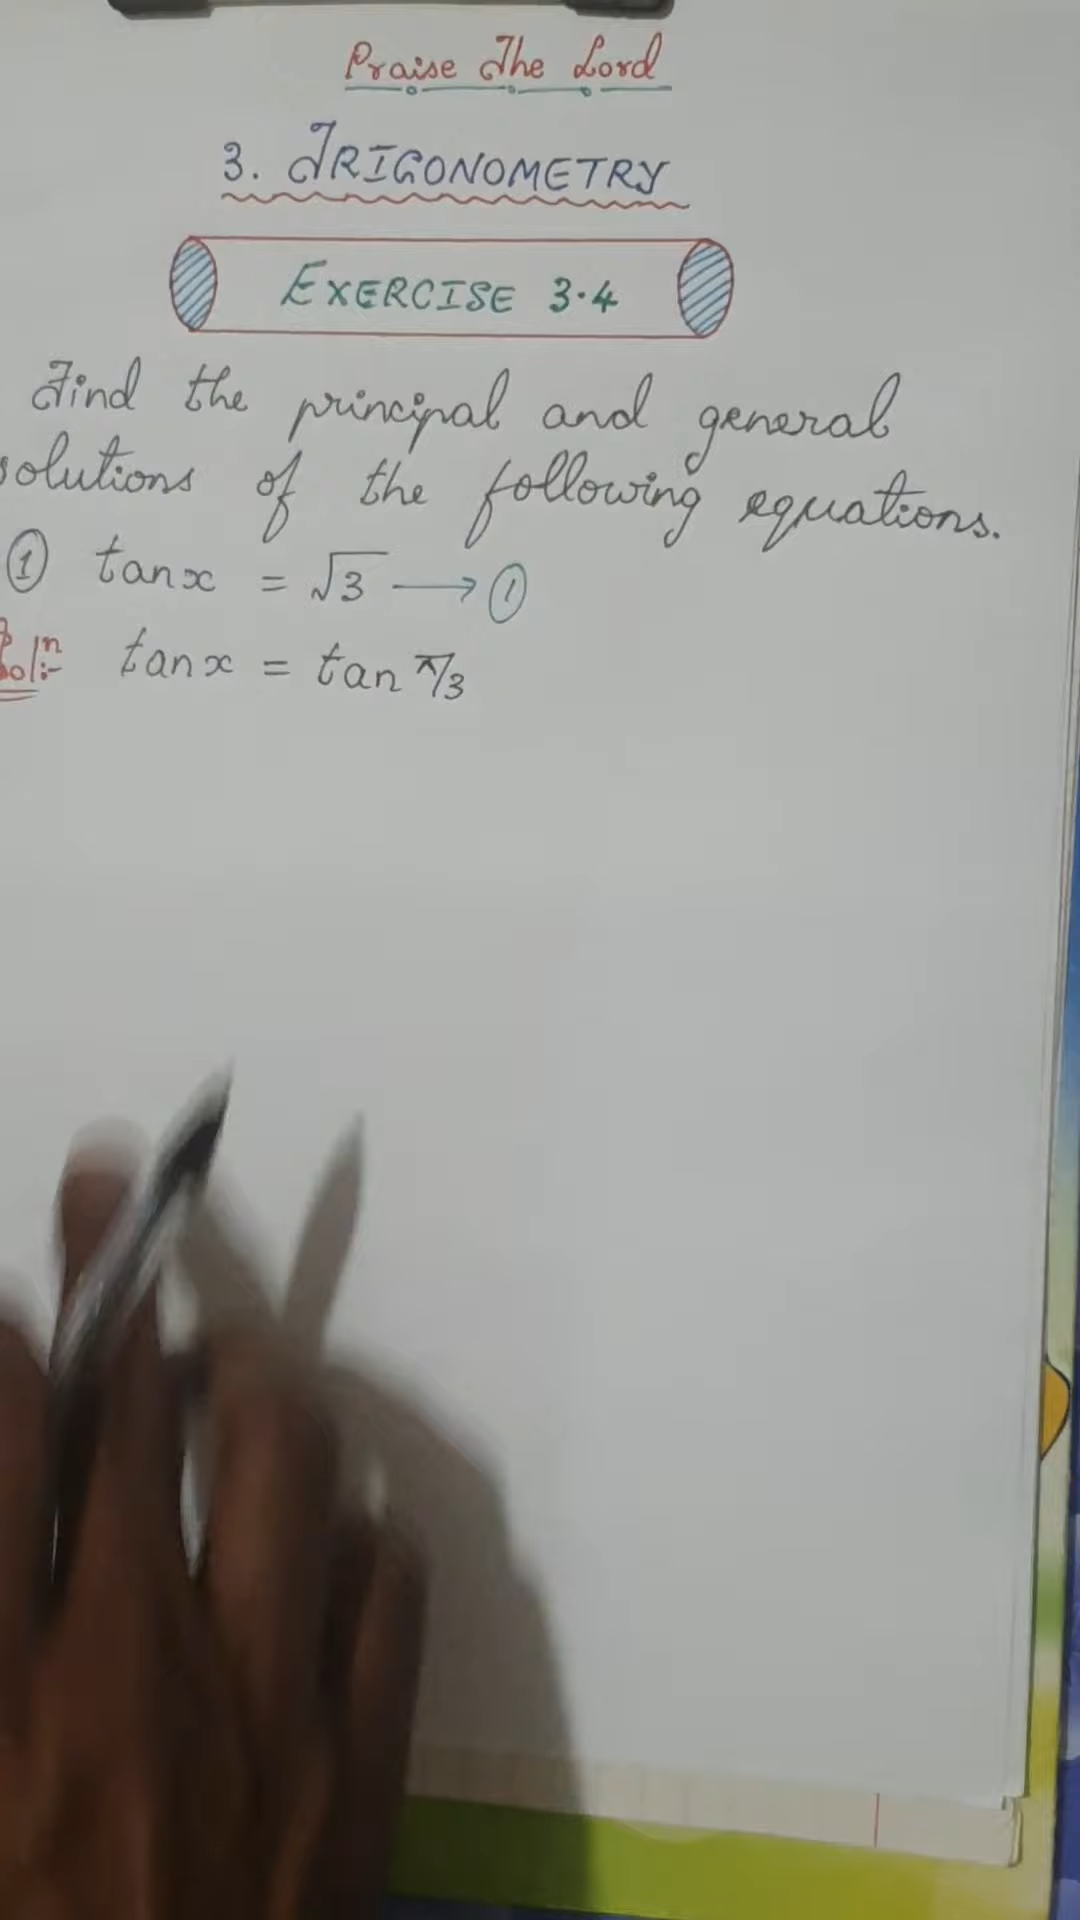 Praise The Lord
3. TRIGONOMETRY
EXERCISE 3.4
Find the principal and general
solutions of the following equations.
① tan x = √3 ⟶ ①
Solⁿ:- tan x = tan π/3